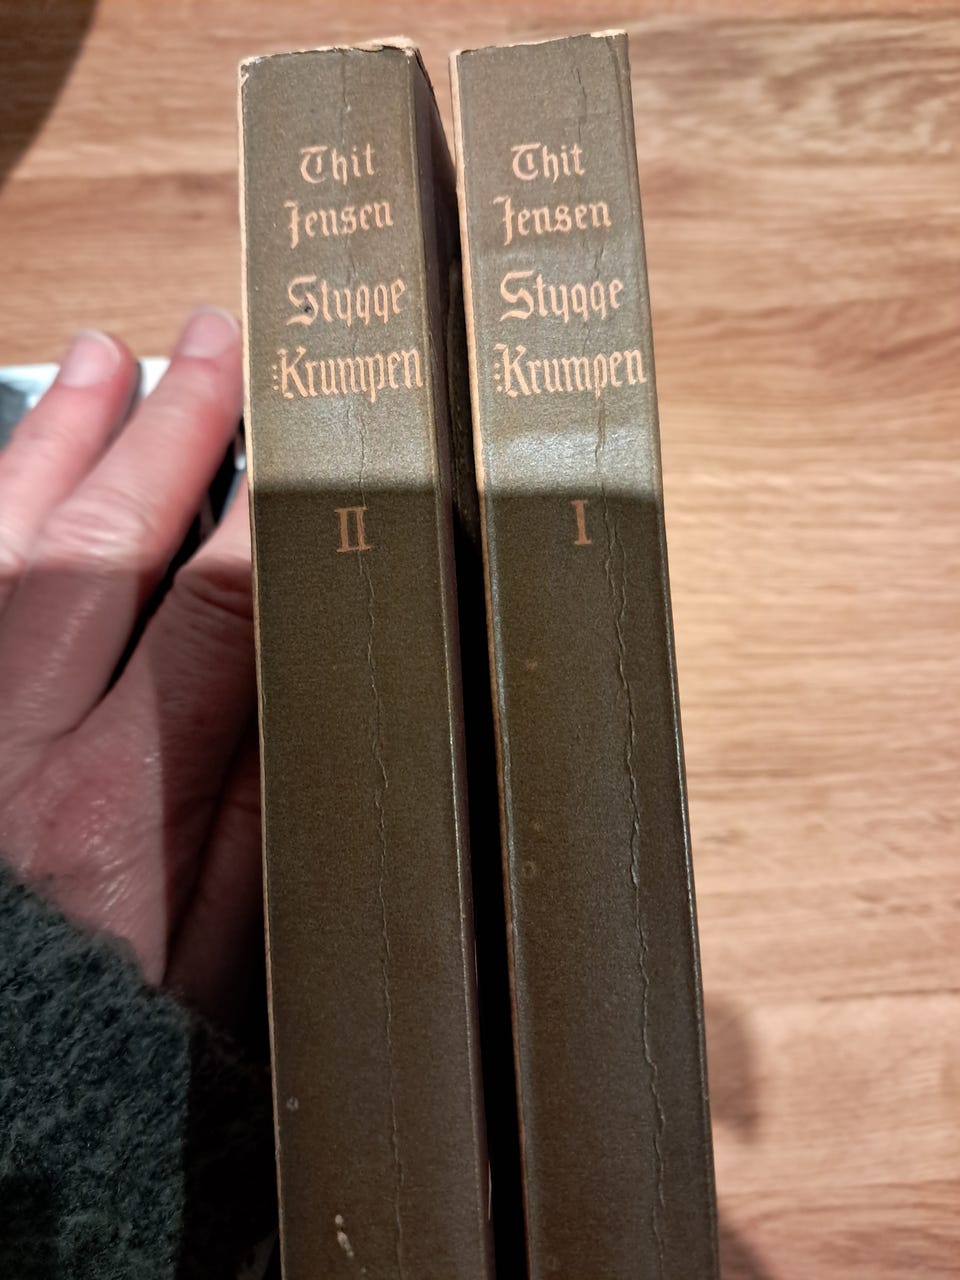 Thit
Jensen
Stygge
Krumpen
II
Thit
Jensen
Stygge
Krumpen
I